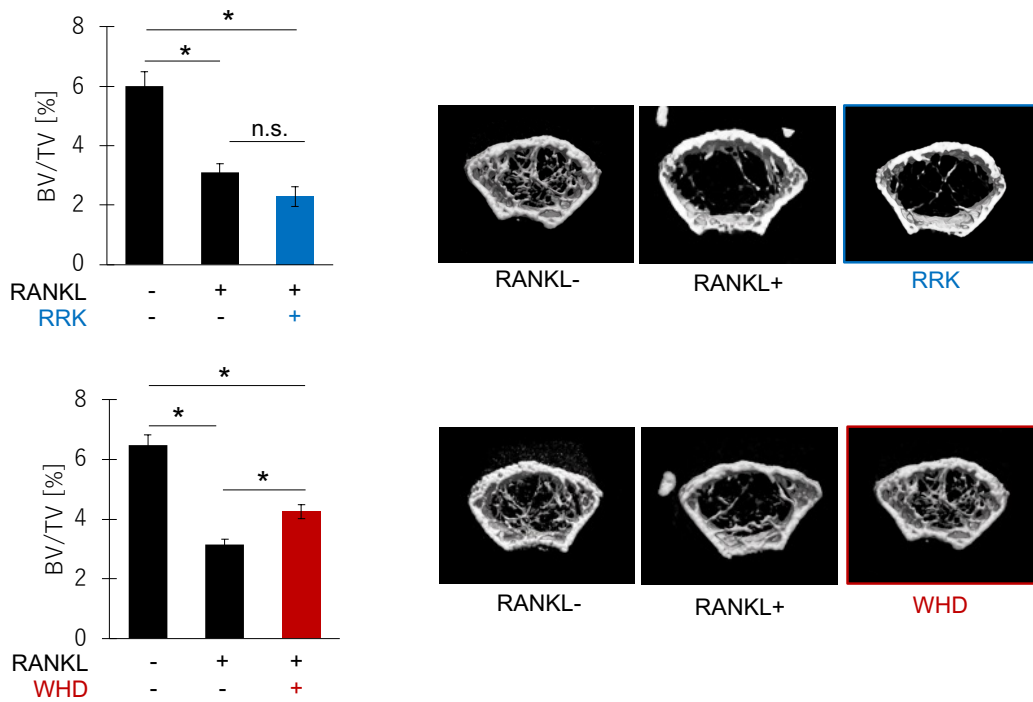 8
6
4
2
0
BV/TV [%]
*
*
n.s.
RANKL - + +
RRK - - +
RANKL-
RANKL+
RRK
8
6
4
2
0
BV/TV [%]
*
*
*
RANKL - + +
WHD - - +
RANKL-
RANKL+
WHD